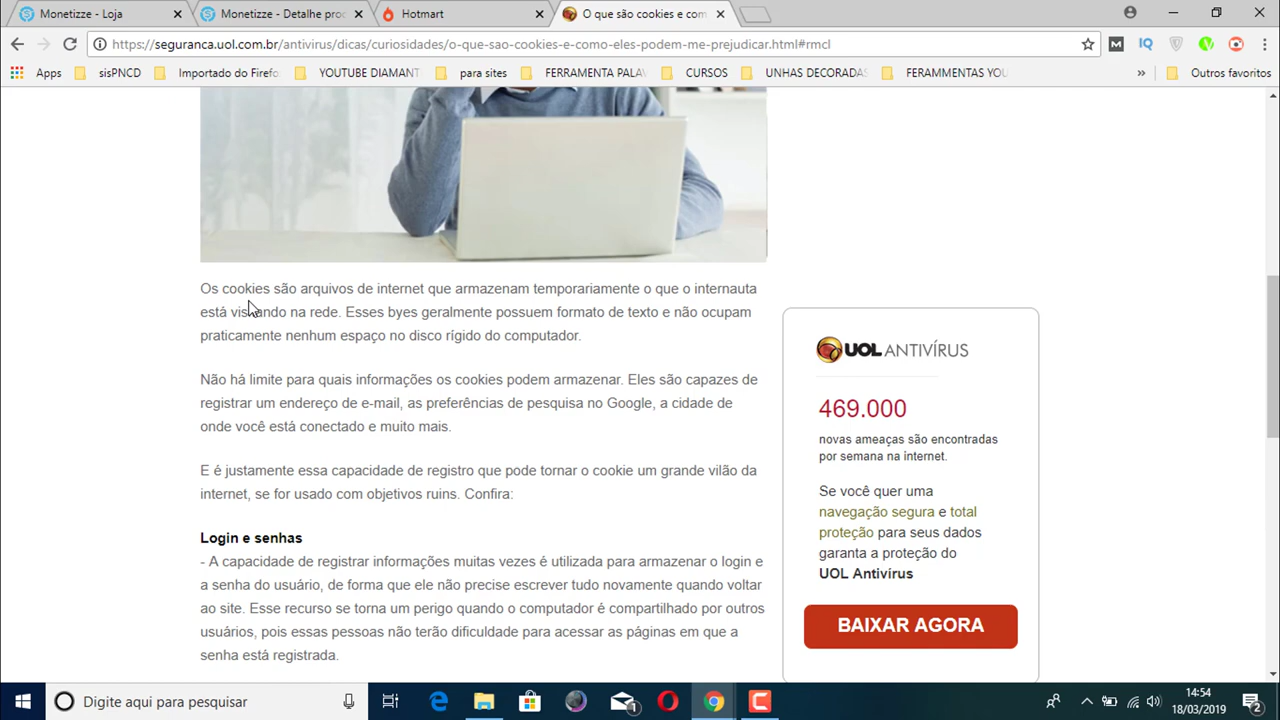 Monetizze - Loja
Monetizze - Detalhe proc
Hotmart
O que são cookies e com
https://seguranca.uol.com.br/antivirus/dicas/curiosidades/o-que-sao-cookies-e-como-eles-podem-me-prejudicar.html#rmcl
Apps sisPNCD Importado do Firefo YOUTUBE DIAMANT para sites FERRAMENTA PALAV CURSOS UNHAS DECORADAS FERAMMENTAS YOU » Outros favoritos
Os cookies são arquivos de internet que armazenam temporariamente o que o internauta
está visitando na rede. Esses byes geralmente possuem formato de texto e não ocupam
praticamente nenhum espaço no disco rígido do computador.
Não há limite para quais informações os cookies podem armazenar. Eles são capazes de
registrar um endereço de e-mail, as preferências de pesquisa no Google, a cidade de
onde você está conectado e muito mais.
E é justamente essa capacidade de registro que pode tornar o cookie um grande vilão da
internet, se for usado com objetivos ruins. Confira:
Login e senhas
- A capacidade de registrar informações muitas vezes é utilizada para armazenar o login e
a senha do usuário, de forma que ele não precise escrever tudo novamente quando voltar
ao site. Esse recurso se torna um perigo quando o computador é compartilhado por outros
usuários, pois essas pessoas não terão dificuldade para acessar as páginas em que a
senha está registrada.
UOL ANTIVÍRUS
469.000
novas ameaças são encontradas
por semana na internet.
Se você quer uma
navegação segura e total
proteção para seus dados
garanta a proteção do
UOL Antivírus
BAIXAR AGORA
Digite aqui para pesquisar
14:54
18/03/2019